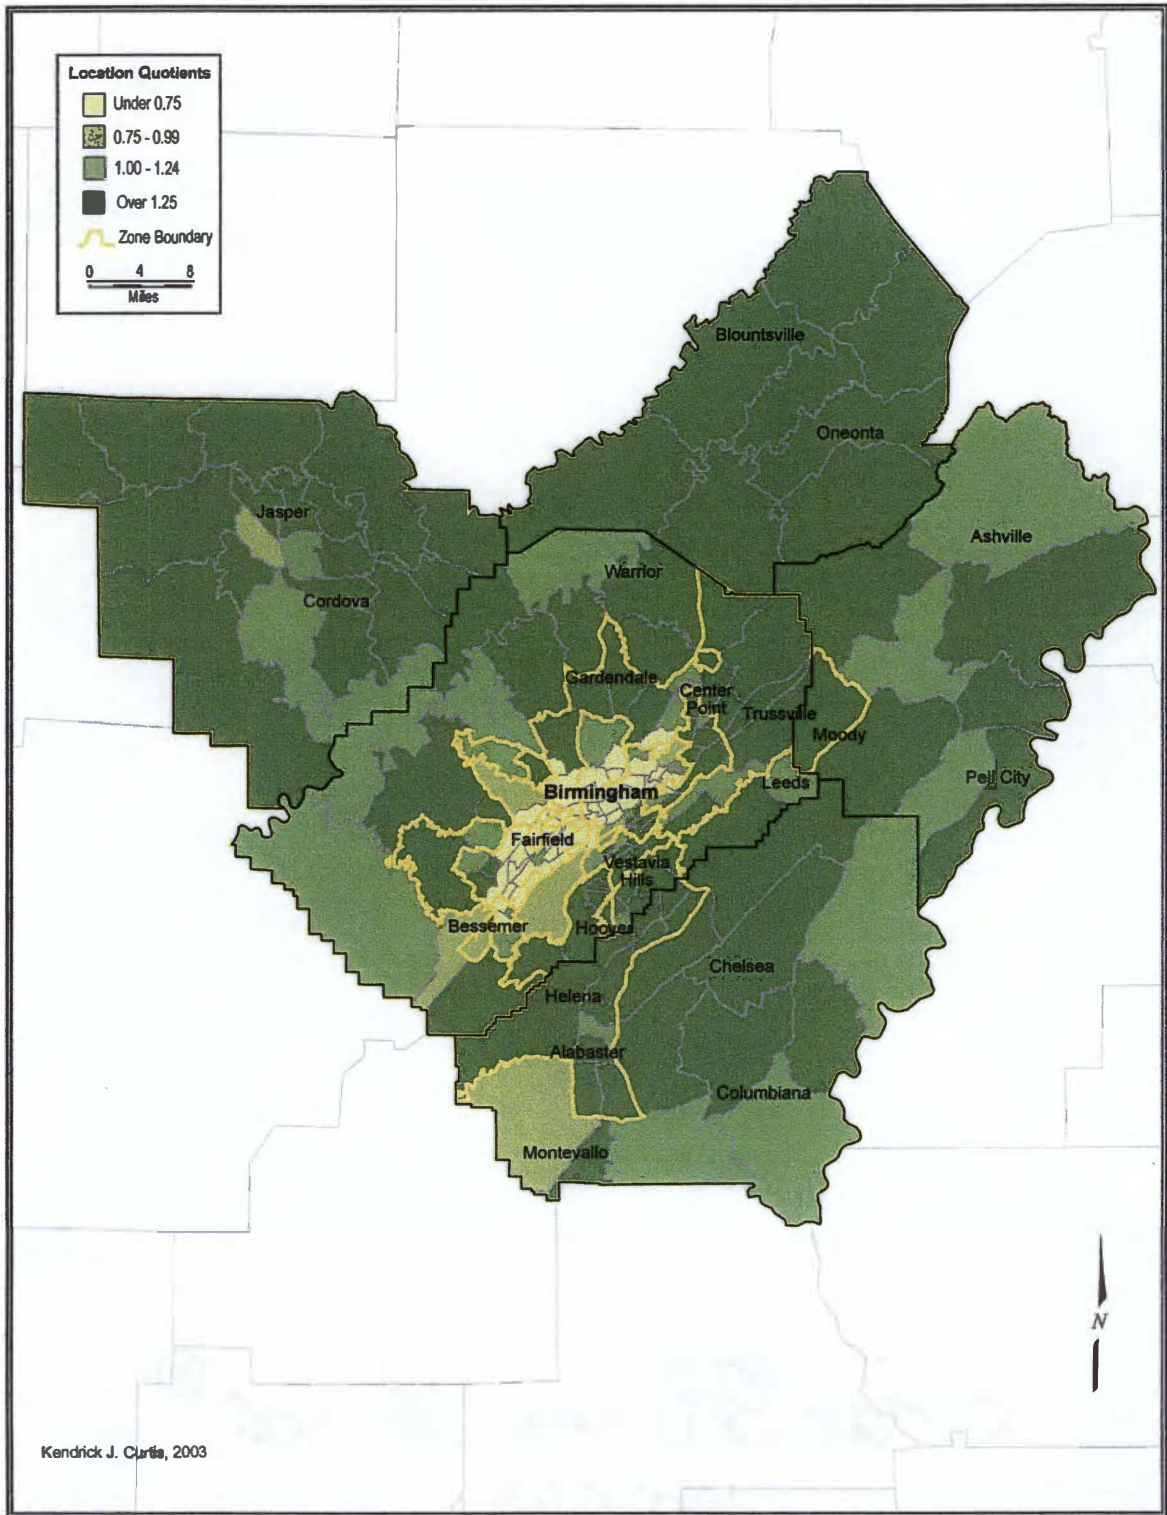 Location Quotients
Under 0.75
0.75 - 0.99
1.00 - 1.24
Over 1.25
Zone Boundary
0 4 8
Miles
Blountsville
Oneonta
Jasper
Ashville
Warrior
Cordova
Gardendale
Center
Point
Trussville
Moody
Pell City
Leeds
Birmingham
Fairfield
Vestavia
Hills
Bessemer
Hoover
Chelsea
Helena
Alabaster
Columbiana
Montevallo
N
Kendrick J. Curtis, 2003